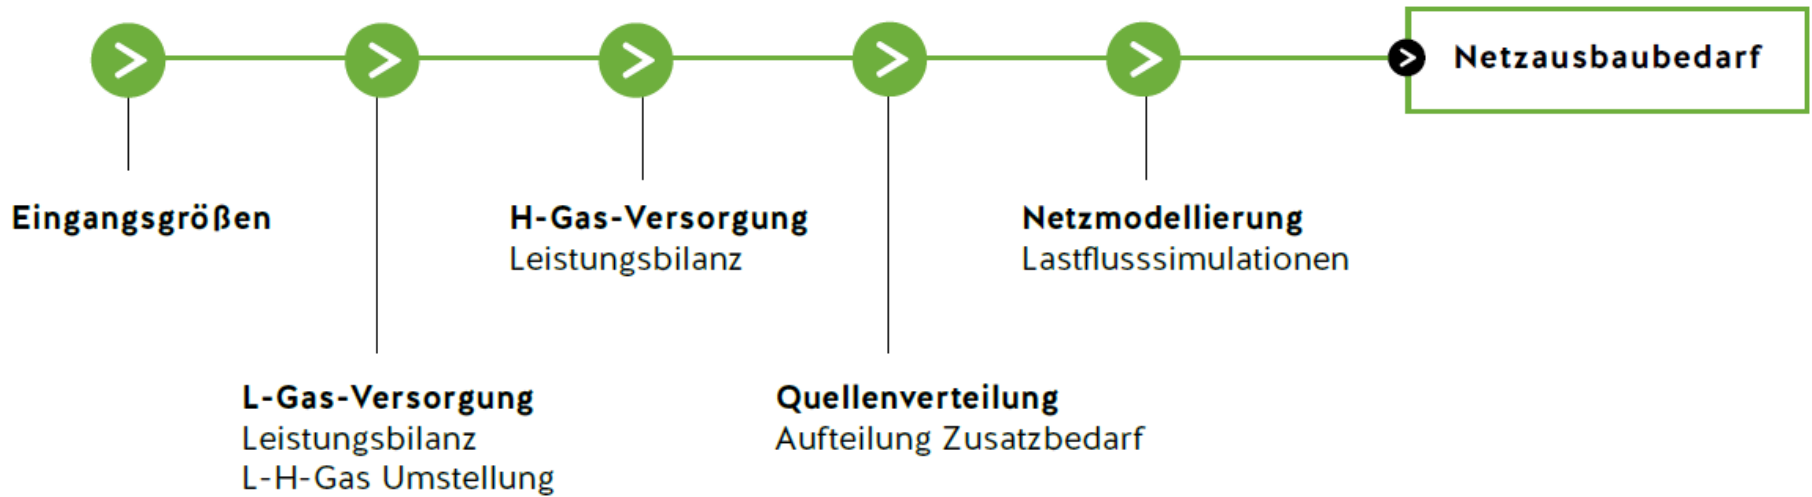 Netzausbaubedarf
Eingangsgrößen
L-Gas-Versorgung
Leistungsbilanz
L-H-Gas Umstellung
H-Gas-Versorgung
Leistungsbilanz
Quellenverteilung
Aufteilung Zusatzbedarf
Netzmodellierung
Lastflusssimulationen